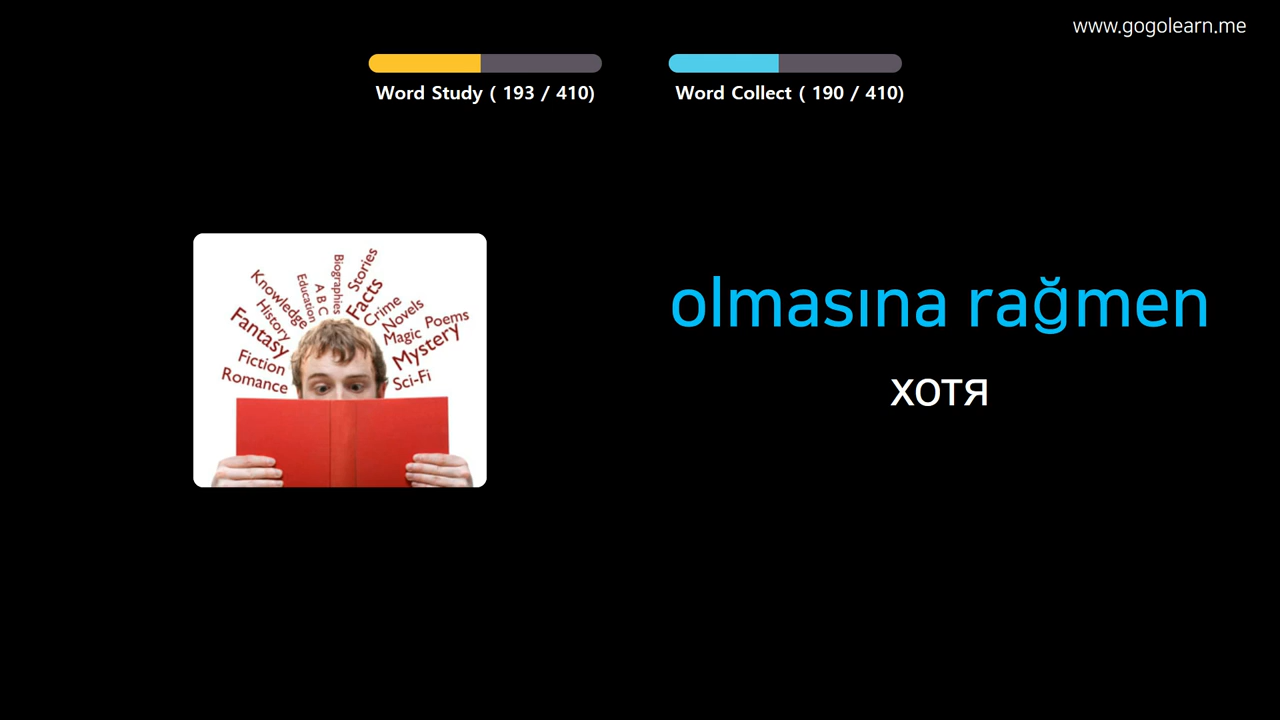 www.gogolearn.me
Word Study ( 193 / 410)
Word Collect ( 190 / 410)
Knowledge
History
Fantasy
Fiction
Romance
Education
A B C
Biographies
Stories
Facts
Crime
Novels
Magic
Poems
Mystery
Sci-Fi
olmasına rağmen
хотя